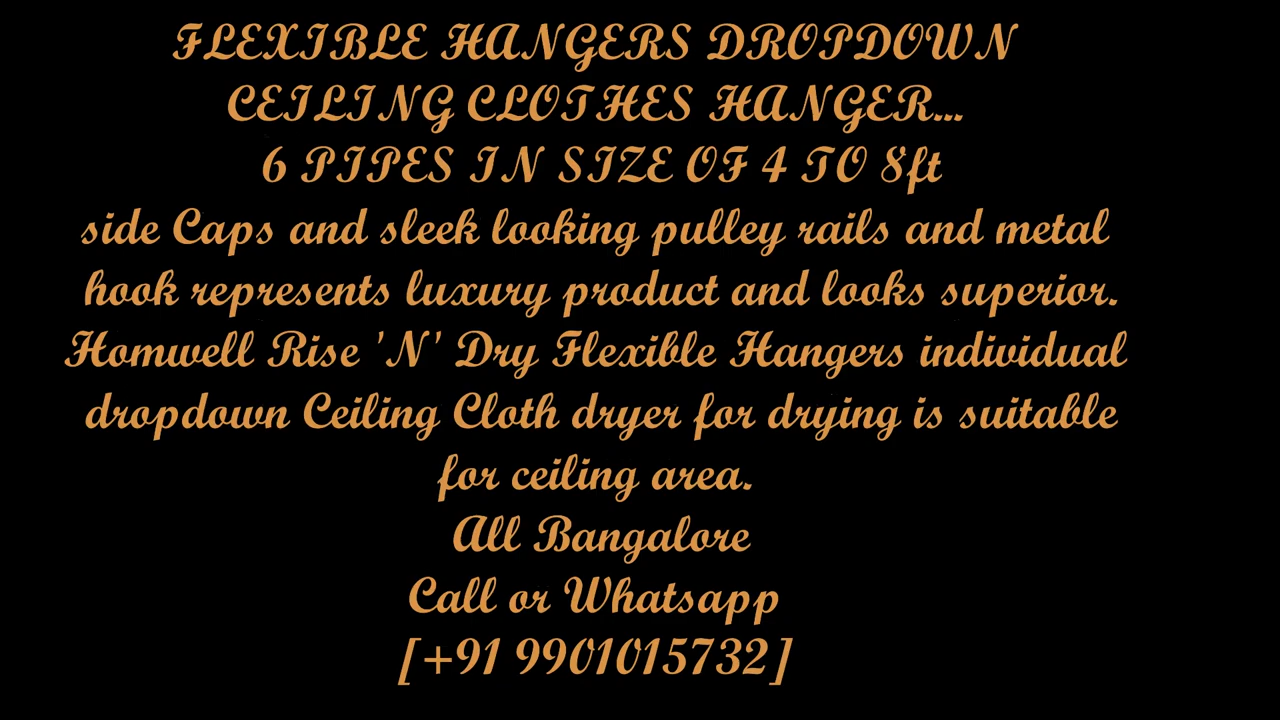 FLEXIBLE HANGERS DROPDOWN
CEILING CLOTHES HANGER...
6 PIPES IN SIZE OF 4 TO 8ft
side Caps and sleek looking pulley rails and metal
hook represents luxury product and looks superior.
Homwell Rise 'N' Dry Flexible Hangers individual
dropdown Ceiling Cloth dryer for drying is suitable
for ceiling area.
All Bangalore
Call or Whatsapp
[+91 9901015732]